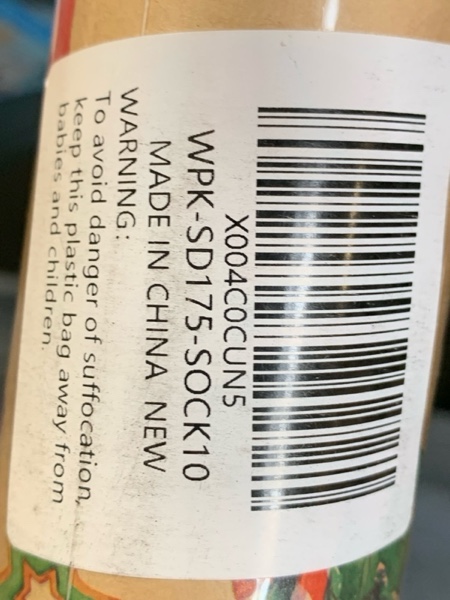 X004C0CUN5
WPK-SD175-SOCK10
MADE IN CHINA NEW
WARNING:
To avoid danger of suffocation,
keep this plastic bag away from
babies and children.